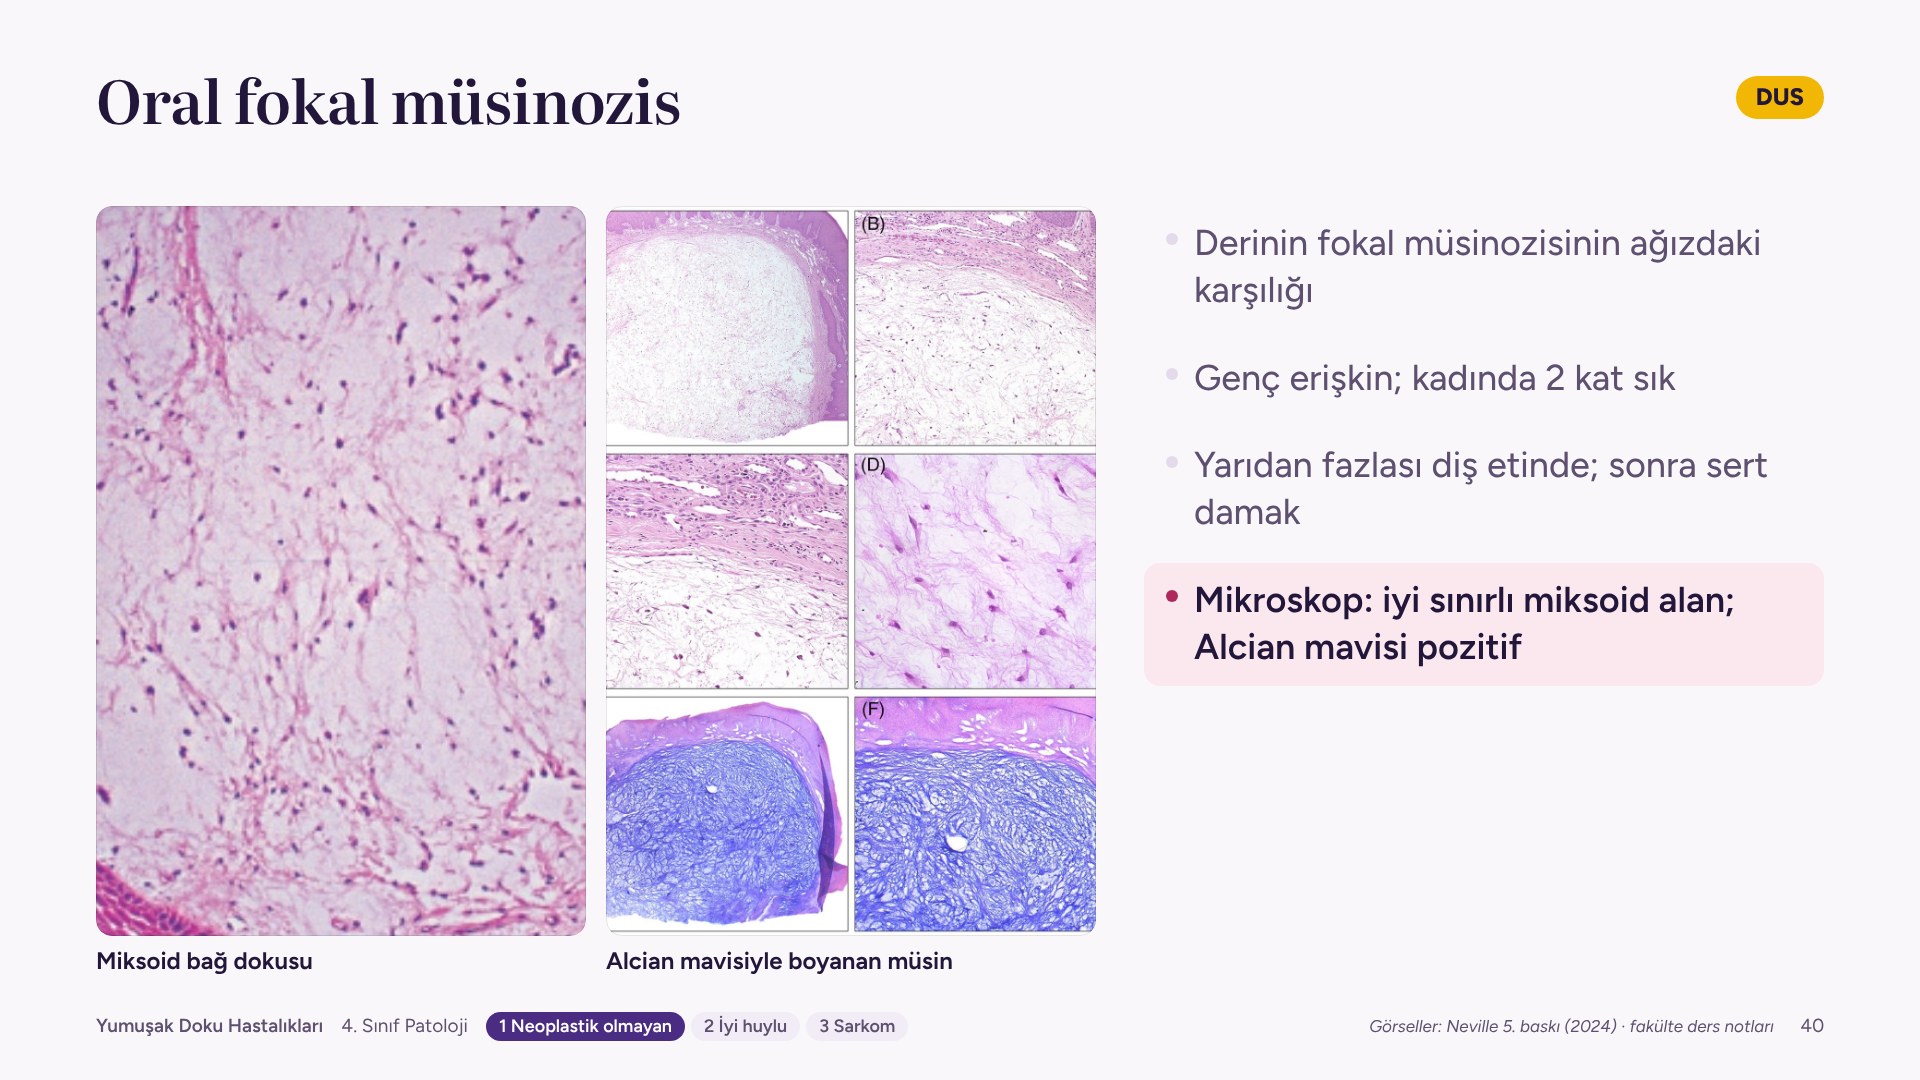 Oral fokal müsinozis
DUS
(B)
(D)
(F)
Miksoid bağ dokusu
Alcian mavisiyle boyanan müsin
Derinin fokal müsinozisinin ağızdaki
karşılığı
Genç erişkin; kadında 2 kat sık
Yarıdan fazlası diş etinde; sonra sert
damak
Mikroskop: iyi sınırlı miksoid alan;
Alcian mavisi pozitif
Yumuşak Doku Hastalıkları 4. Sınıf Patoloji 1 Neoplastik olmayan 2 İyi huylu 3 Sarkom
Görseller: Neville 5. baskı (2024) · fakülte ders notları 40